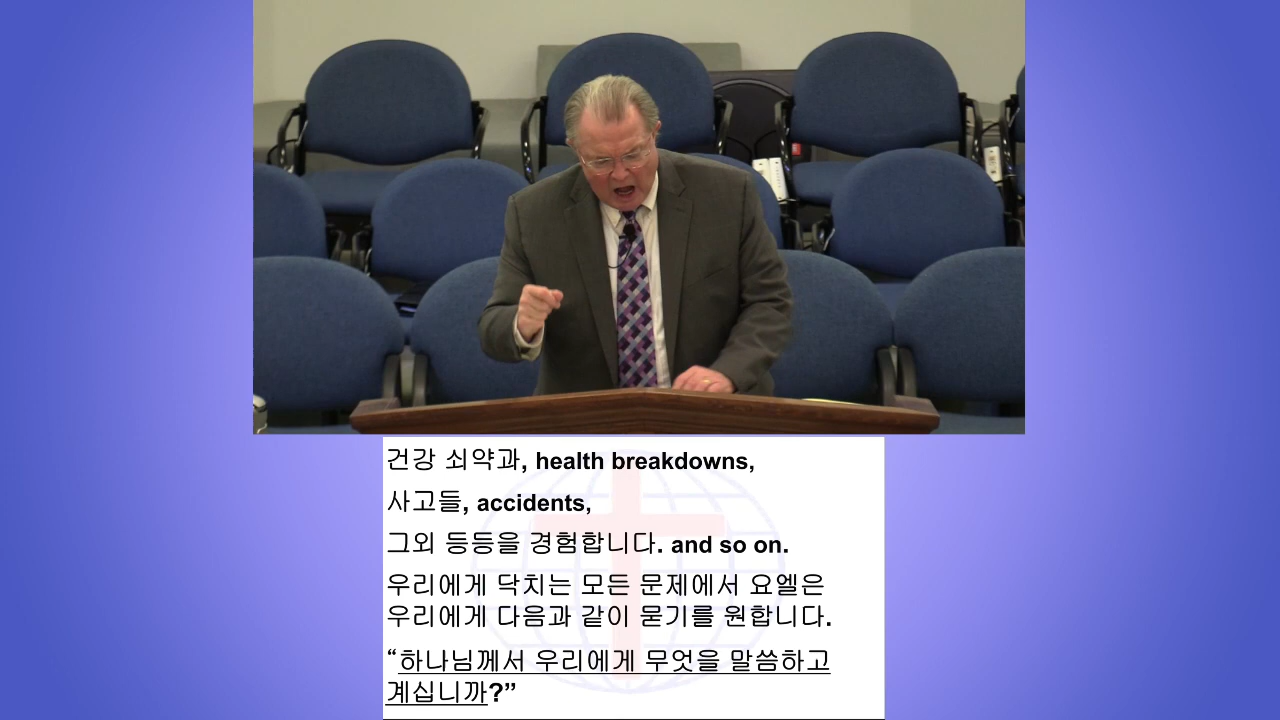 건강 쇠약과, health breakdowns,
사고들, accidents,
그외 등등을 경험합니다. and so on.
우리에게 닥치는 모든 문제에서 요엘은
우리에게 다음과 같이 묻기를 원합니다.
“하나님께서 우리에게 무엇을 말씀하고
계십니까?”